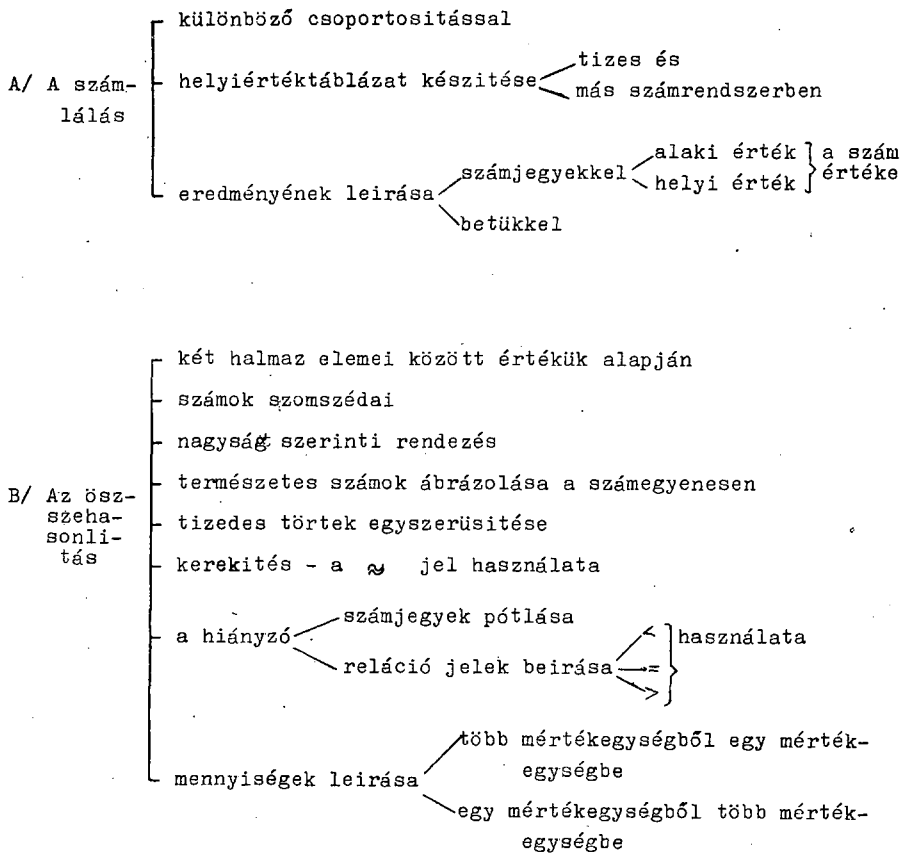 különböző csoportositással
A/ A szám-
lálás
helyiértéktáblázat készitése
tizes és
más számrendszerben
eredményének leirása
számjegyekkel
alaki érték
helyi érték
a szám
értéke
betükkel
két halmaz elemei között értékük alapján
számok szomszédai
nagyság szerinti rendezés
B/ Az ösz-
szeha-
sonli-
tás
természetes számok ábrázolása a számegyenesen
tizedes törtek egyszerüsitése
kerekités - a ≈ jel használata
a hiányzó
számjegyek pótlása
reláció jelek beirása
<
=
>
használata
mennyiségek leirása
több mértékegységből egy mérték-
egységbe
egy mértékegységből több mérték-
egységbe